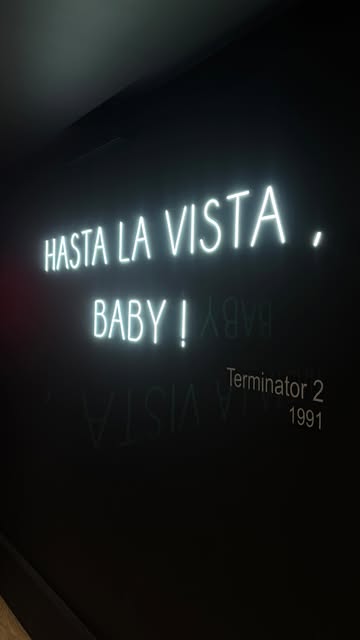 HASTA LA VISTA ,
BABY !
Terminator 2
1991